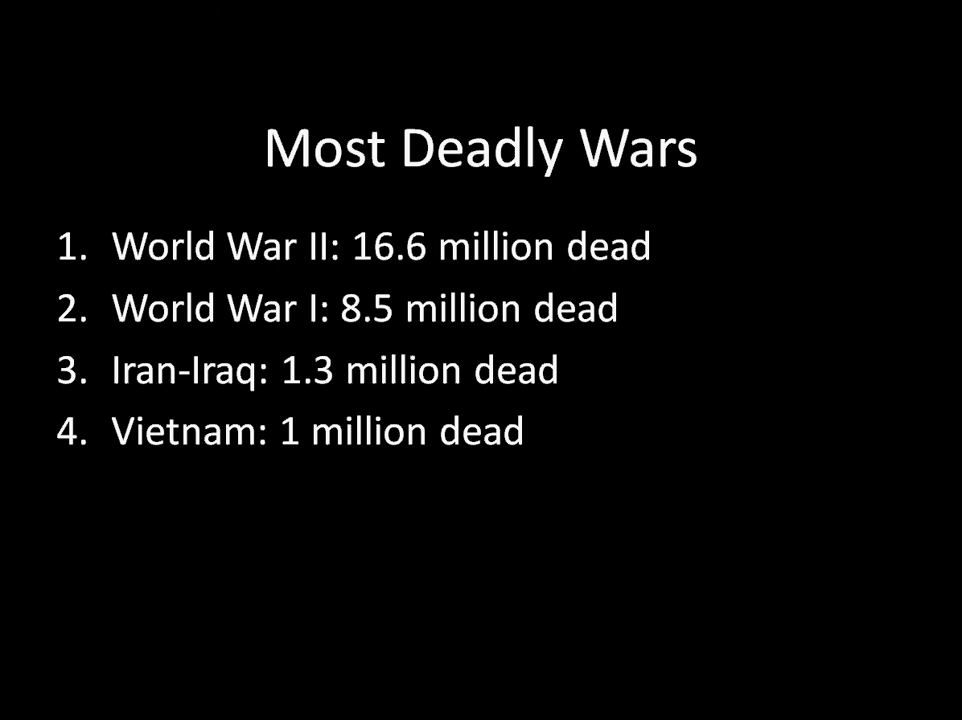 Most Deadly Wars
1. World War II: 16.6 million dead
2. World War I: 8.5 million dead
3. Iran-Iraq: 1.3 million dead
4. Vietnam: 1 million dead